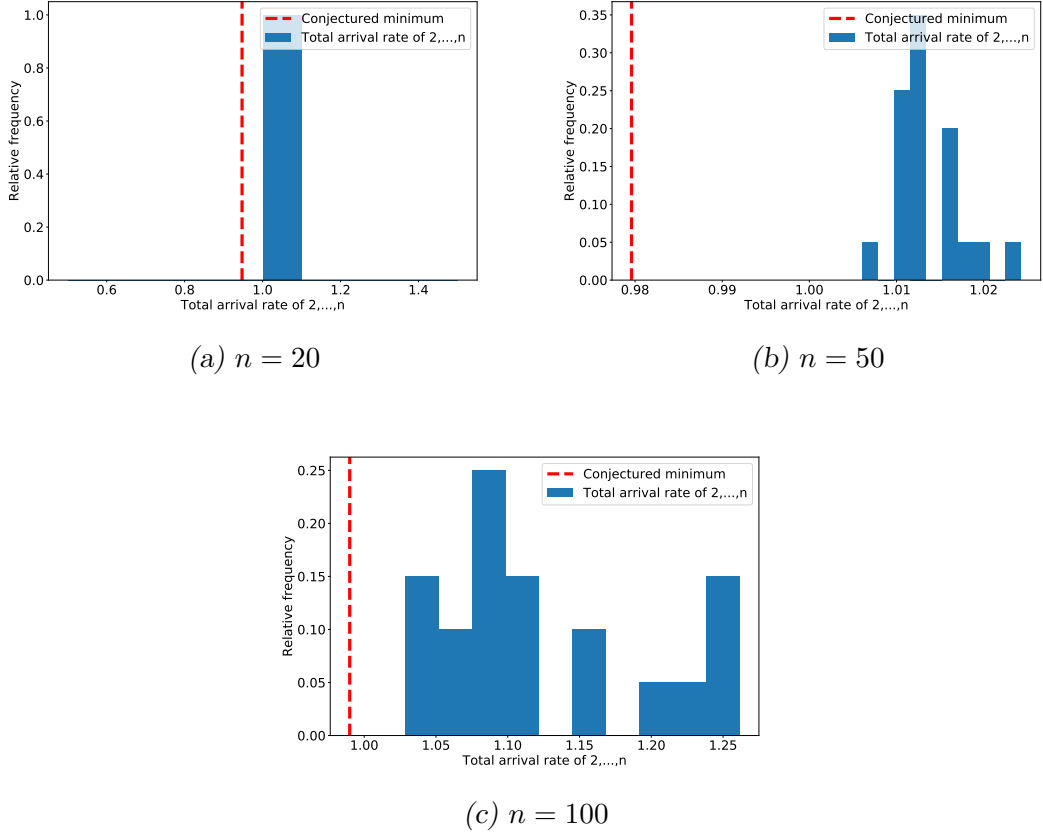 Relative frequency
1.0
0.8
0.6
0.4
0.2
0.0
Conjectured minimum
Total arrival rate of 2,...,n
0.6 0.8 1.0 1.2 1.4
Total arrival rate of 2,...,n
(a) n = 20
Relative frequency
0.35
0.30
0.25
0.20
0.15
0.10
0.05
0.00
Conjectured minimum
Total arrival rate of 2,...,n
0.98 0.99 1.00 1.01 1.02
Total arrival rate of 2,...,n
(b) n = 50
Relative frequency
0.25
0.20
0.15
0.10
0.05
0.00
Conjectured minimum
Total arrival rate of 2,...,n
1.00 1.05 1.10 1.15 1.20 1.25
Total arrival rate of 2,...,n
(c) n = 100